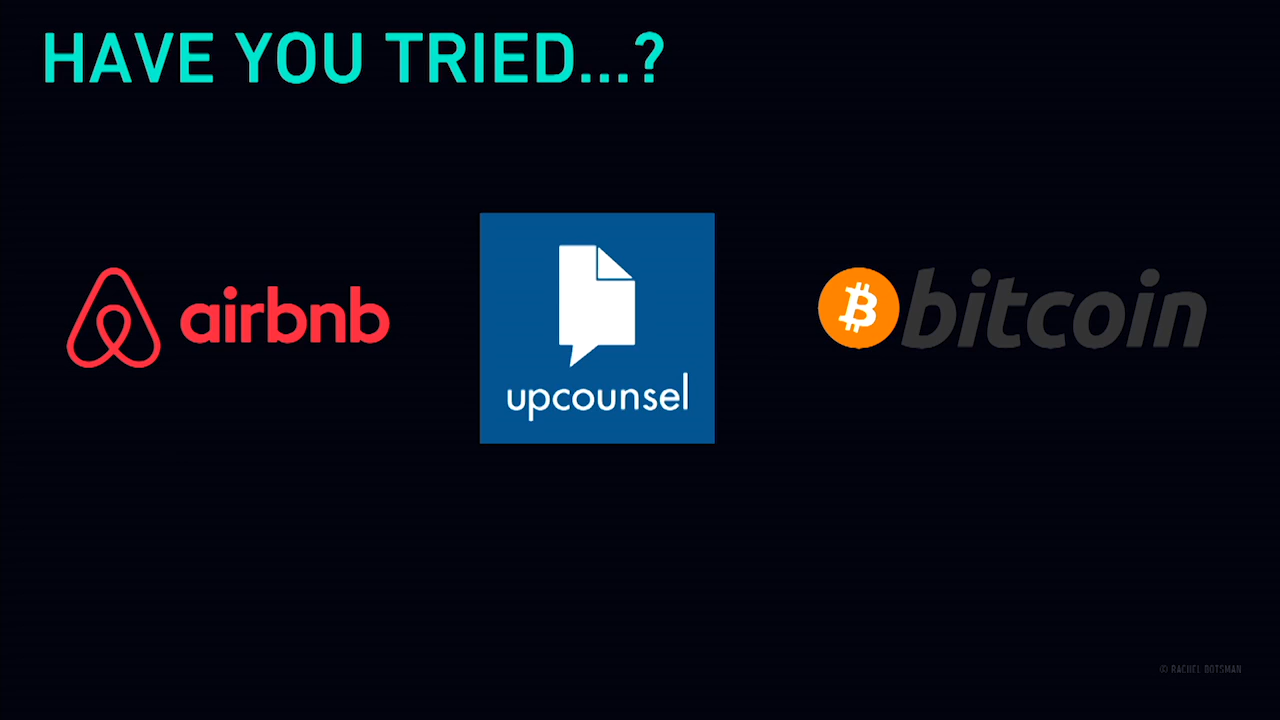 HAVE YOU TRIED...?
airbnb
upcounsel
bitcoin
© RACHEL BOTSMAN